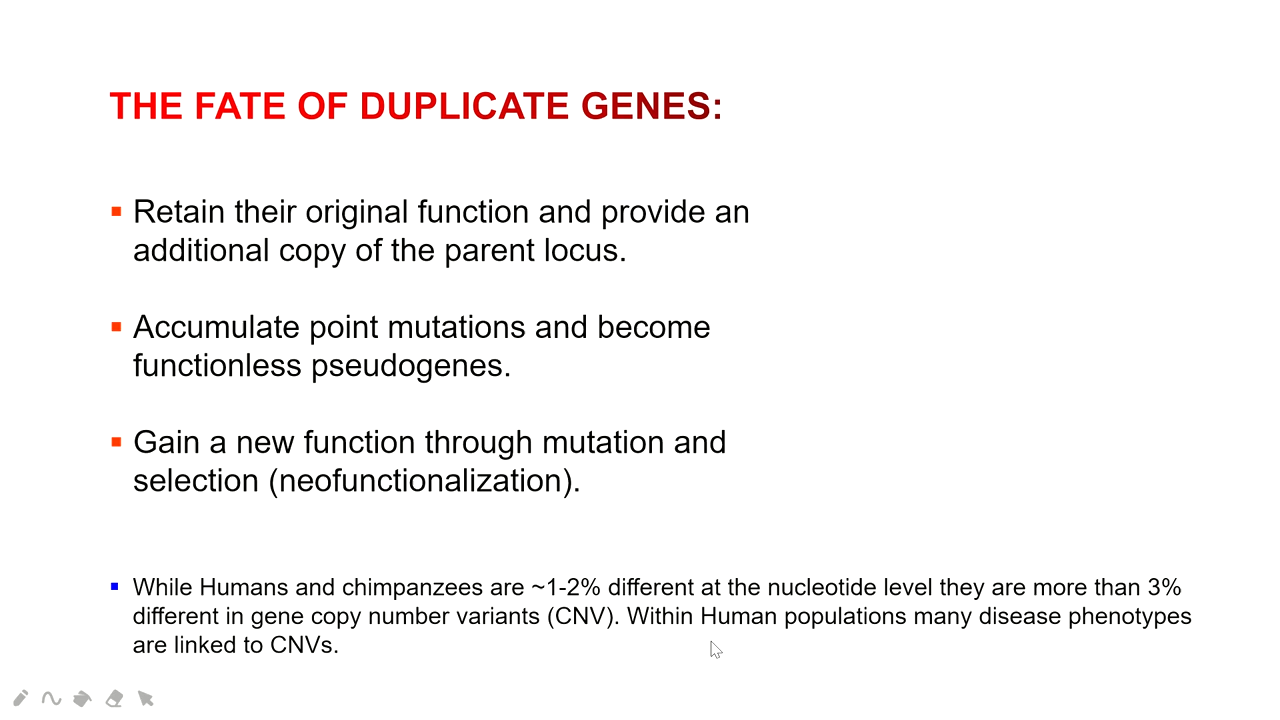 THE FATE OF DUPLICATE GENES:
▪ Retain their original function and provide an
additional copy of the parent locus.
▪ Accumulate point mutations and become
functionless pseudogenes.
▪ Gain a new function through mutation and
selection (neofunctionalization).
▪ While Humans and chimpanzees are ~1-2% different at the nucleotide level they are more than 3%
different in gene copy number variants (CNV). Within Human populations many disease phenotypes
are linked to CNVs.